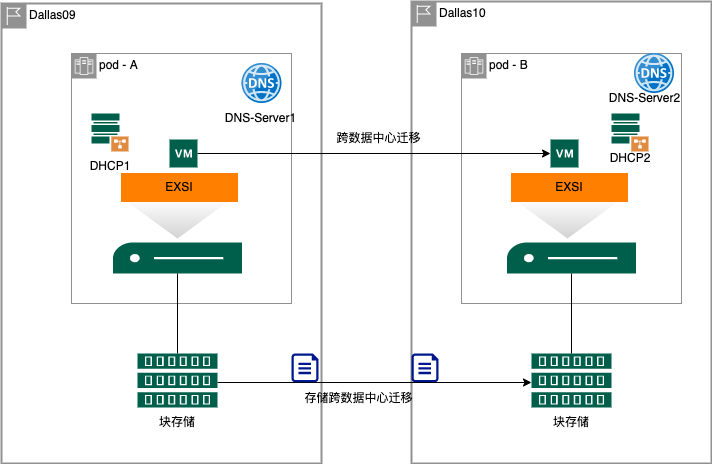 Dallas09
Dallas10
pod - A
pod - B
DNS
DNS
DNS-Server1
DNS-Server2
DHCP1
VM
跨数据中心迁移
VM
DHCP2
EXSI
EXSI
存储跨数据中心迁移
块存储
块存储